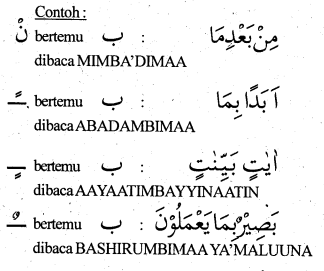 Contoh :
نْ bertemu ب : مِنْ بَعْدِمَا
dibaca MIMBA'DIMAA
ـً bertemu ب : اَبَدًا بِمَا
dibaca ABADAMBIMAA
ـٍ bertemu ب : اٰيٰتٍ بَيِّنٰتٍ
dibaca AAYAATIMBAYYINAATIN
ـٌ bertemu ب : بَصِيْرٌ بِمَا يَعْمَلُوْنَ
dibaca BASHIRUMBIMAA YA'MALUUNA